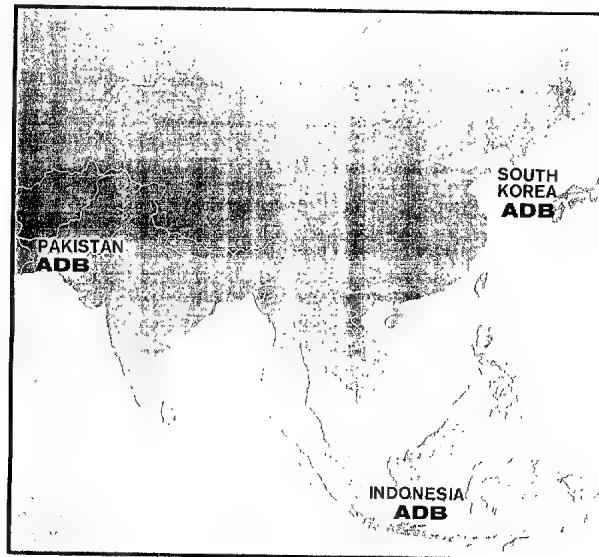 SOUTH
KOREA
ADB
PAKISTAN
ADB
INDONESIA
ADB